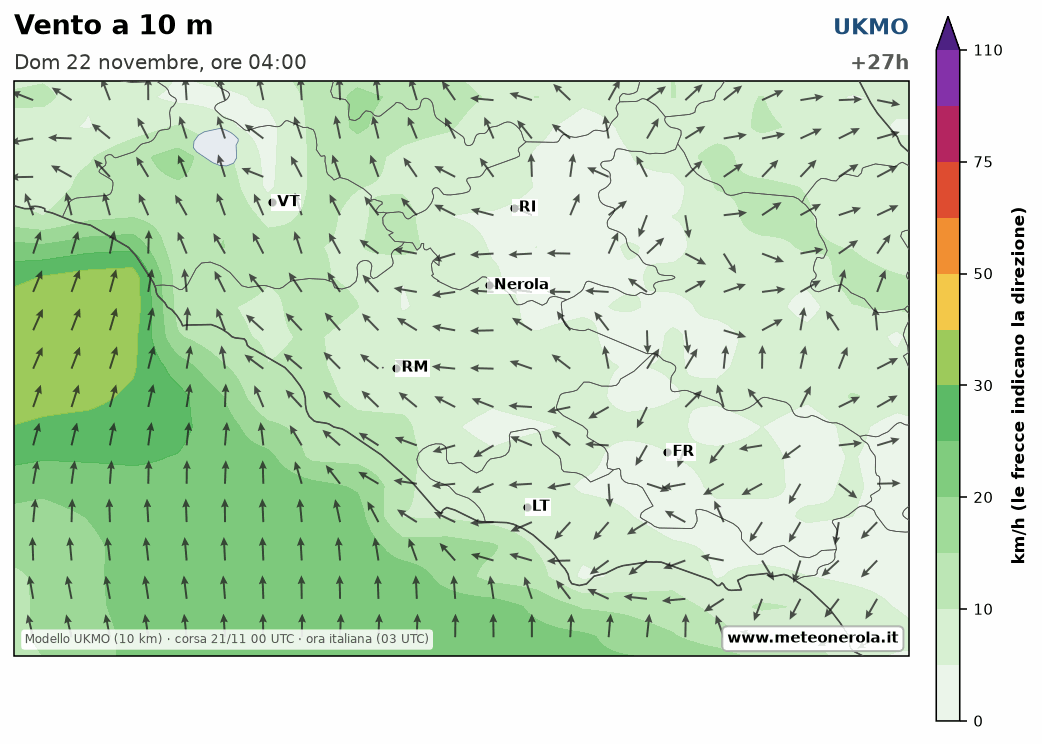 Vento a 10 m
UKMO
Dom 22 novembre, ore 04:00
+27h
VT
RI
Nerola
RM
FR
LT
Modello UKMO (10 km) · corsa 21/11 00 UTC · ora italiana (03 UTC)
www.meteonerola.it
110
75
50
30
20
10
0
km/h (le frecce indicano la direzione)